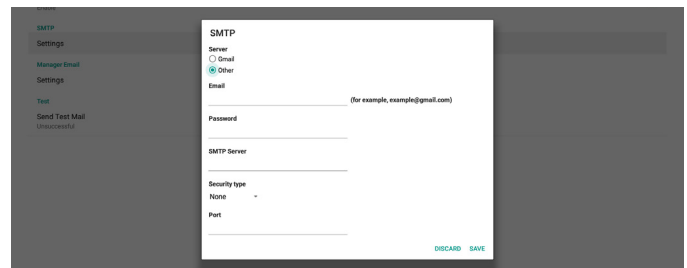 Enable
SMTP
Settings
Manager Email
Settings
Test
Send Test Mail
Unsuccessful
SMTP
Server
Gmail
Other
Email
(for example, example@gmail.com)
Password
SMTP Server
Security type
None
Port
DISCARD SAVE